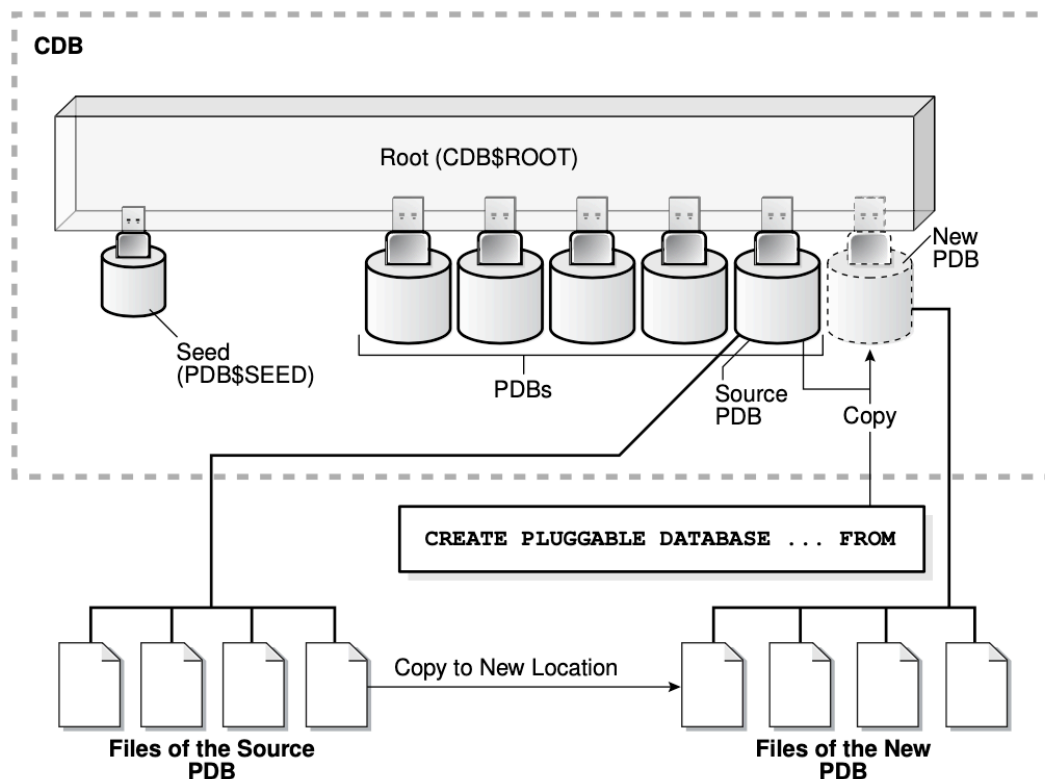 CDB
Root (CDB$ROOT)
New
PDB
Seed
(PDB$SEED)
PDBs
Source
PDB
Copy
CREATE PLUGGABLE DATABASE ... FROM
Copy to New Location
Files of the Source
PDB
Files of the New
PDB